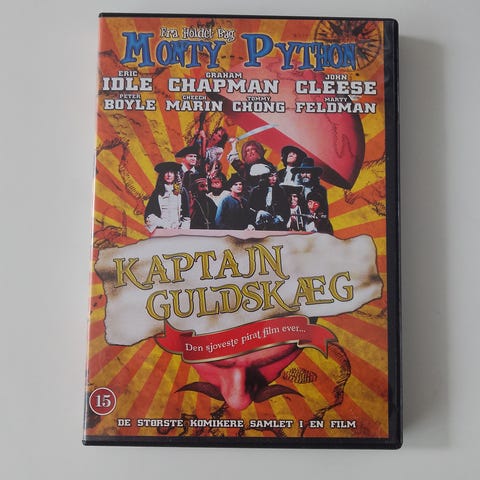 Fra Holdet Bag
MONTY PYTHON
ERIC IDLE GRAHAM CHAPMAN JOHN CLEESE
PETER BOYLE CHEECH MARIN TOMMY CHONG MARTY FELDMAN
KAPTAJN
GULDSKÆG
Den sjoveste pirat film ever...
15
DE STØRSTE KOMIKERE SAMLET I EN FILM